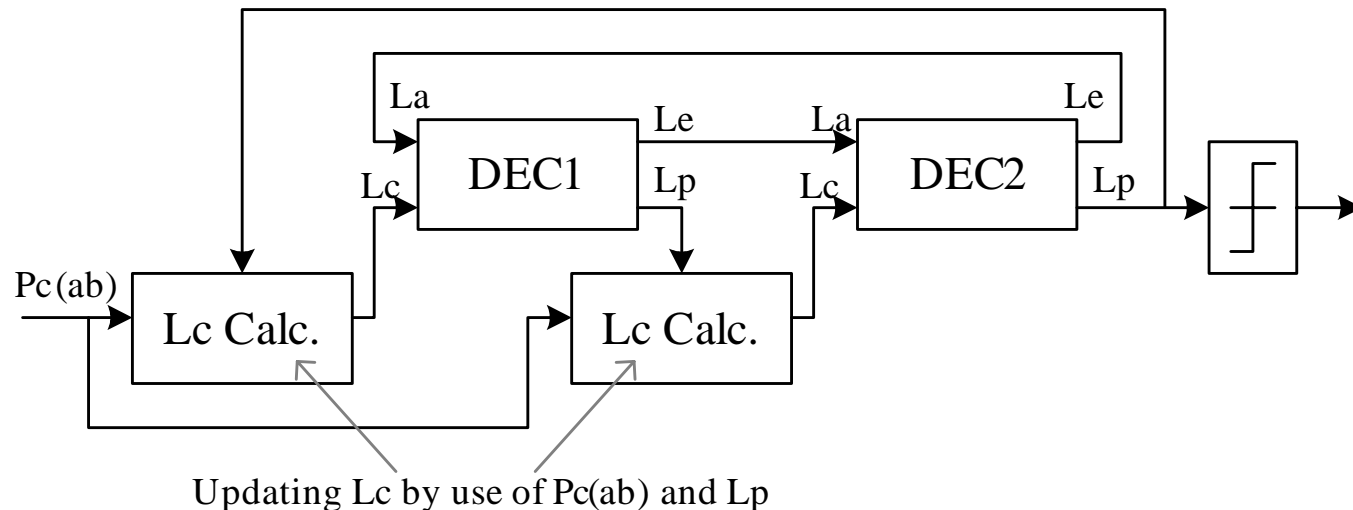 La
Le
La
Le
DEC1
DEC2
Lc
Lp
Lc
Lp
Pc(ab)
Lc Calc.
Lc Calc.
Updating Lc by use of Pc(ab) and Lp